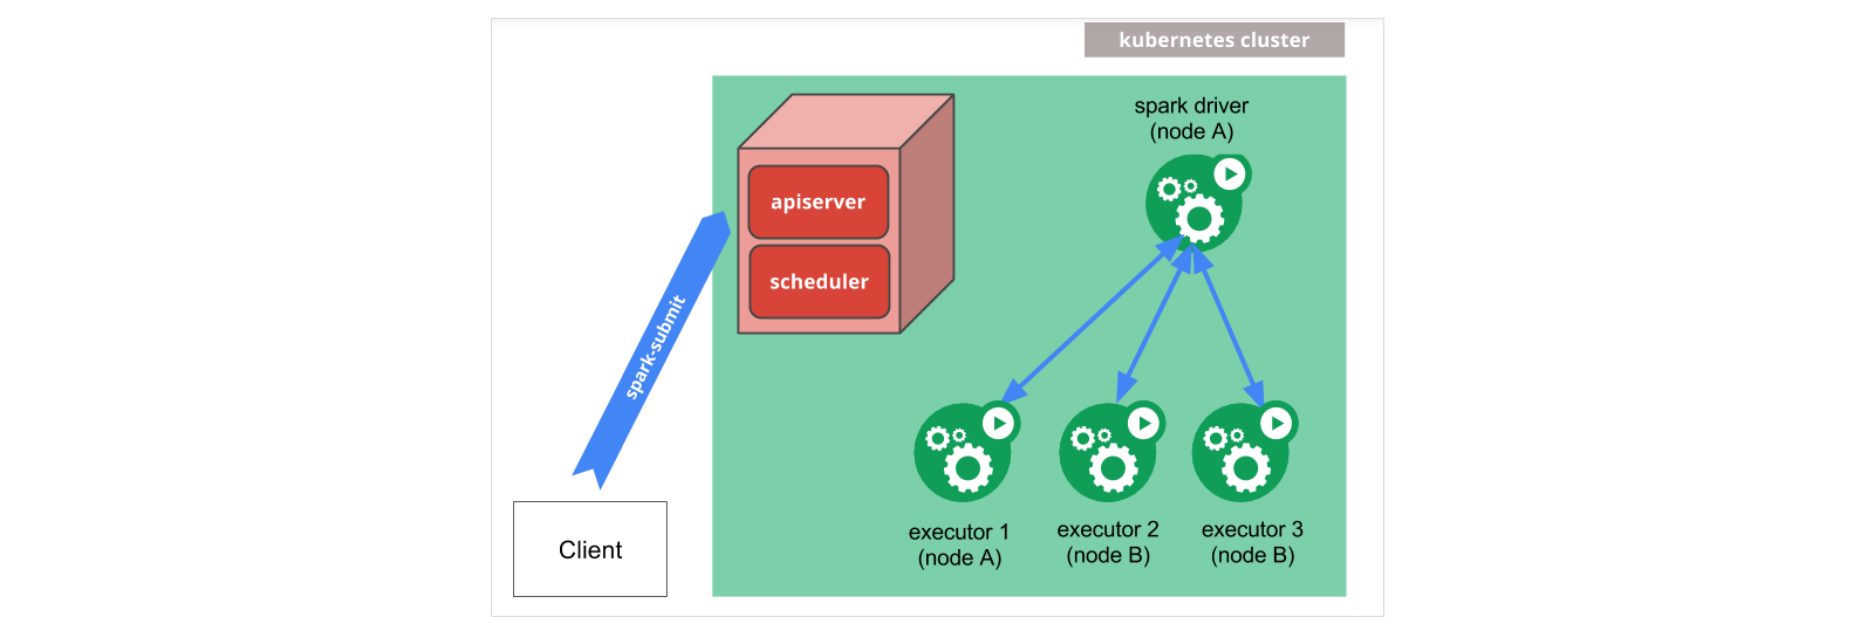 kubernetes cluster
spark driver
(node A)
apiserver
scheduler
spark-submit
executor 1
(node A)
executor 2
(node B)
executor 3
(node B)
Client